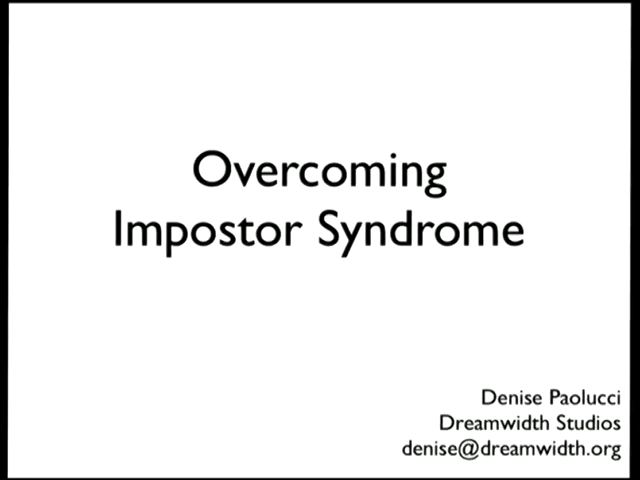 Overcoming
Impostor Syndrome
Denise Paolucci
Dreamwidth Studios
denise@dreamwidth.org